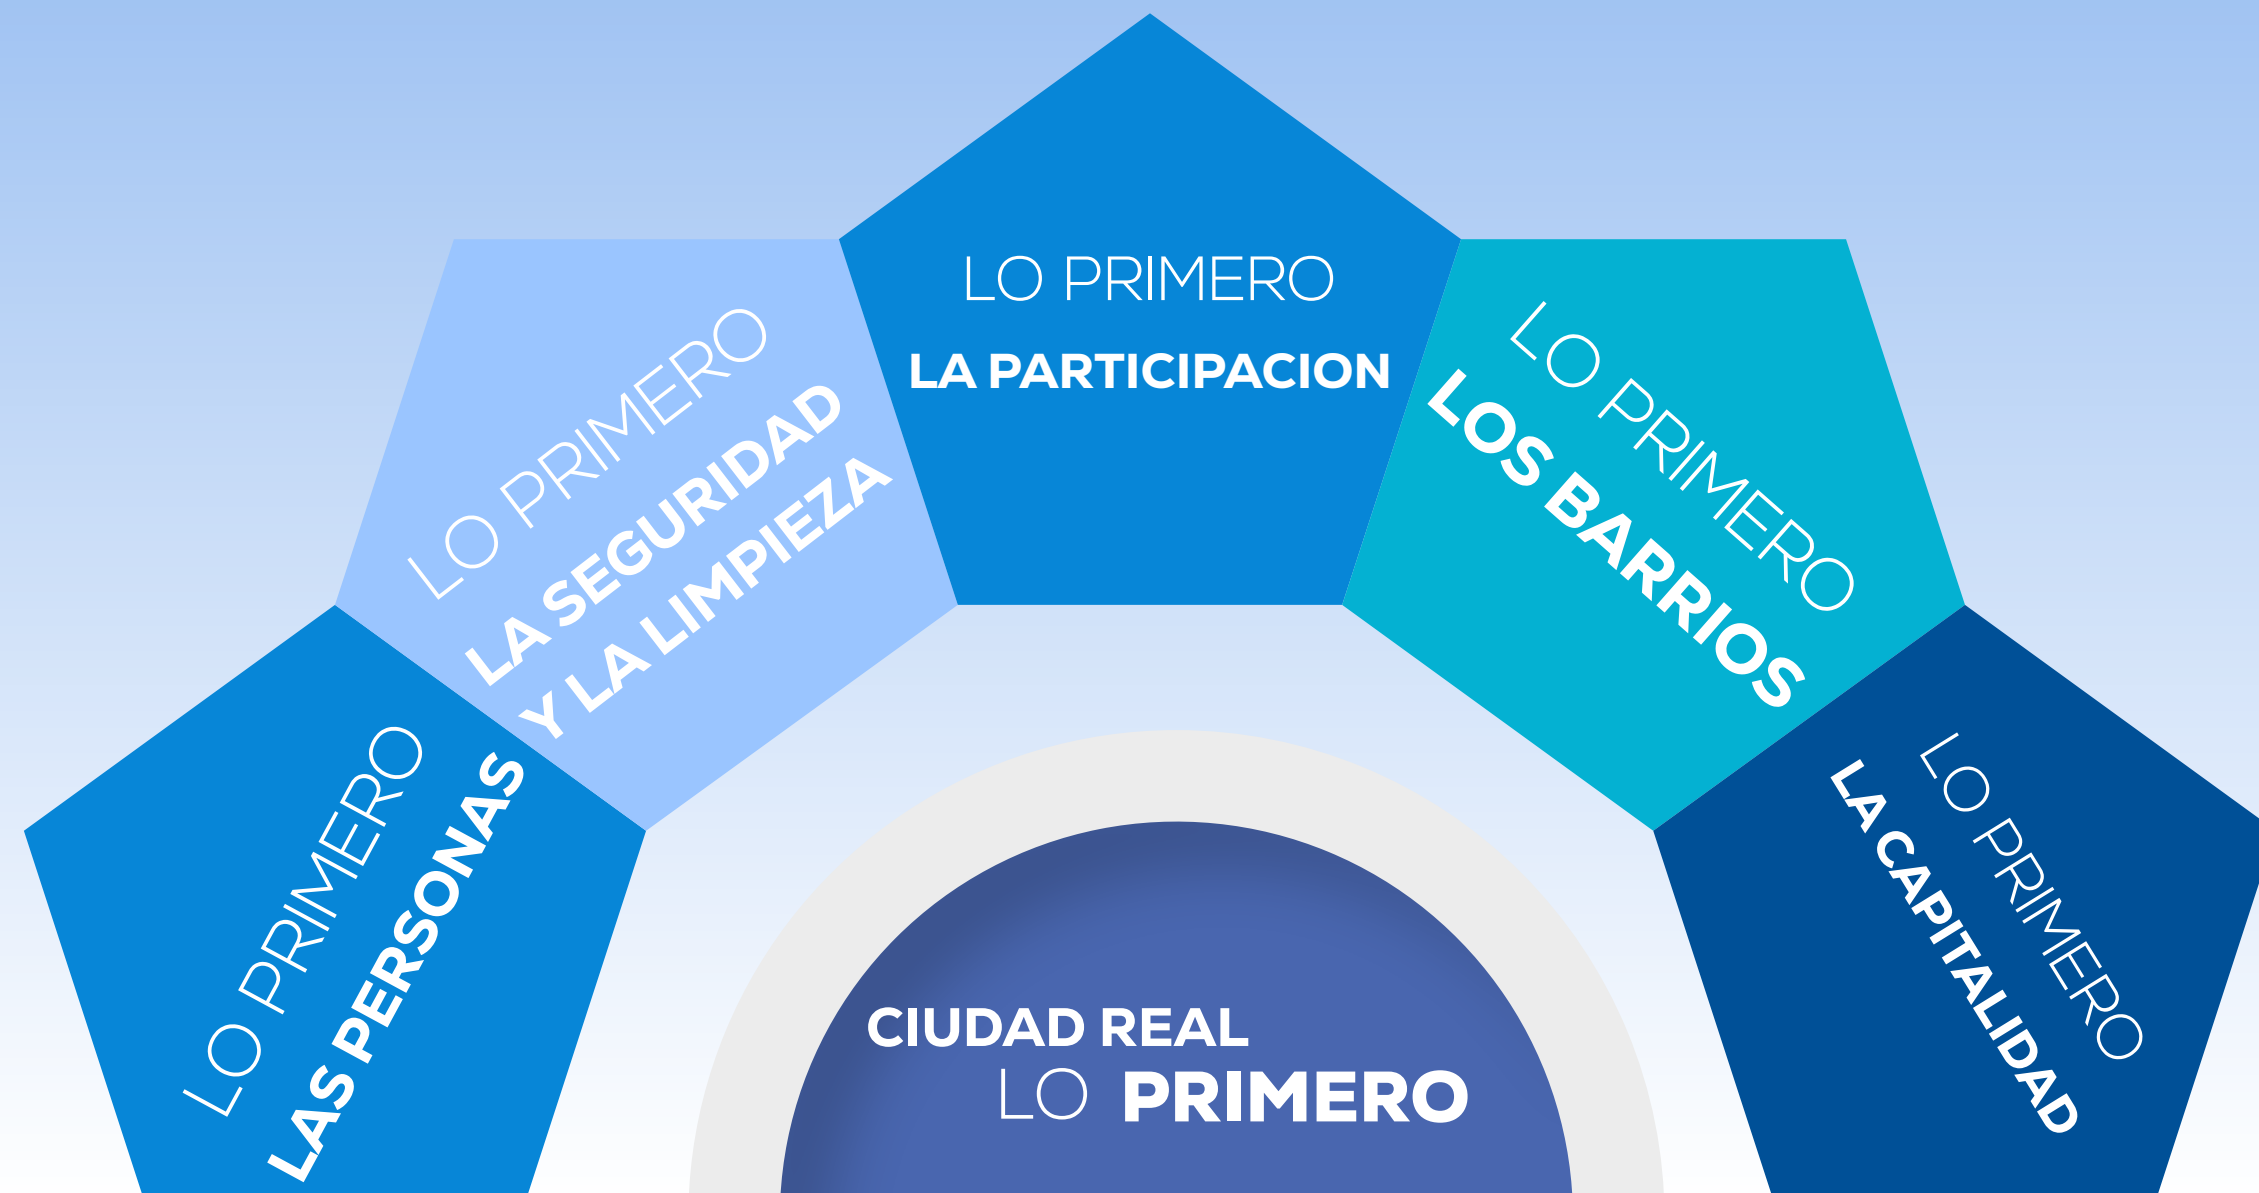 LO PRIMERO
LAS PERSONAS
LO PRIMERO
LA SEGURIDAD
Y LA LIMPIEZA
LO PRIMERO
LA PARTICIPACION
LO PRIMERO
LOS BARRIOS
LO PRIMERO
LA CAPITALIDAD
CIUDAD REAL
LO PRIMERO